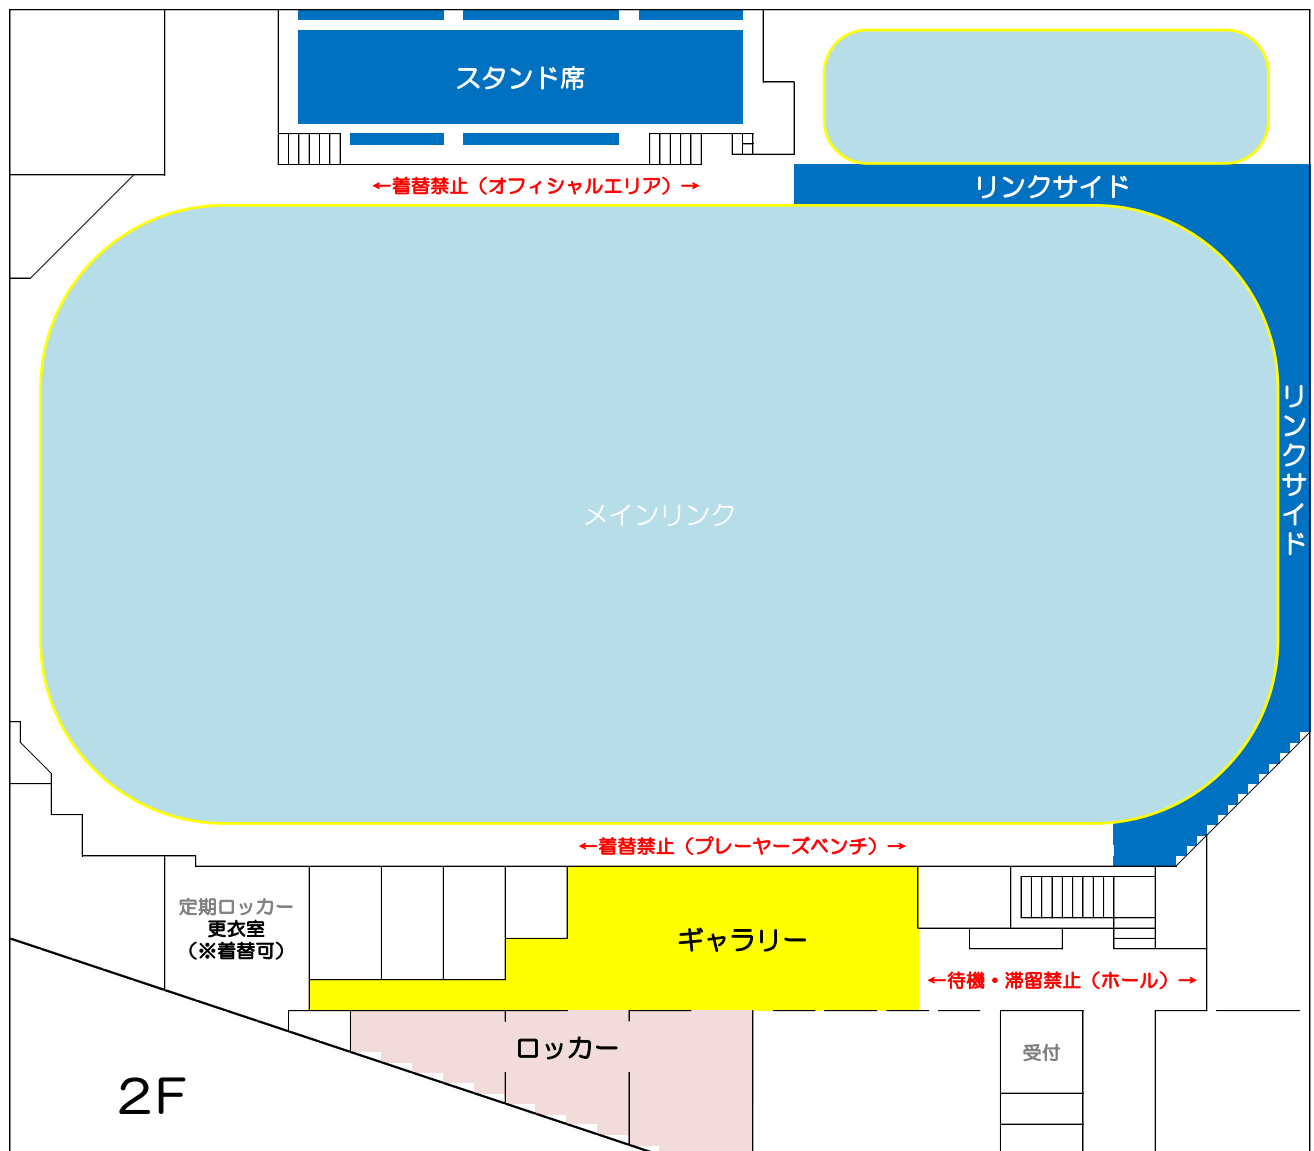 スタンド席
←着替禁止（オフィシャルエリア）→
リンクサイド
リンクサイド
メインリンク
←着替禁止（プレーヤーズベンチ）→
定期ロッカー
更衣室
（※着替可）
ギャラリー
←待機・滞留禁止（ホール）→
ロッカー
受付
2F